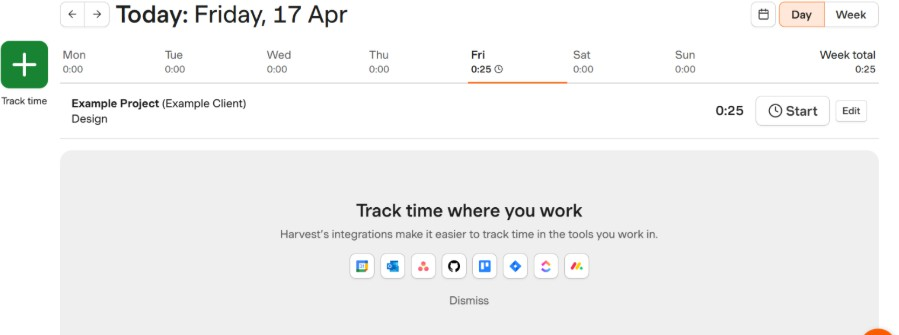 Today: Friday, 17 Apr
Day
Week
Track time
Mon
0:00
Tue
0:00
Wed
0:00
Thu
0:00
Fri
0:25
Sat
0:00
Sun
0:00
Week total
0:25
Example Project (Example Client)
Design
0:25
Start
Edit
Track time where you work
Harvest's integrations make it easier to track time in the tools you work in.
Dismiss